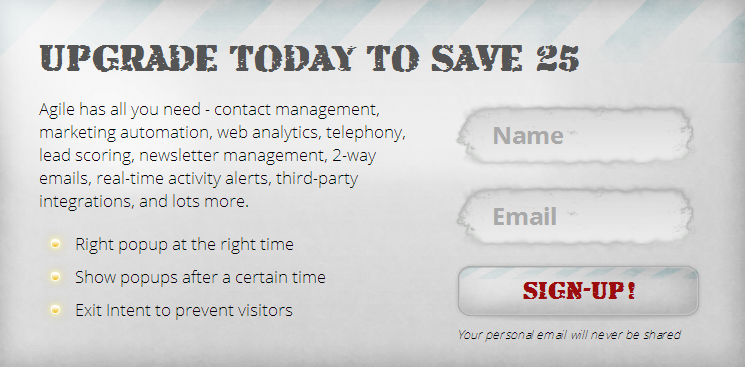 UPGRADE TODAY TO SAVE 25
Agile has all you need - contact management,
marketing automation, web analytics, telephony,
lead scoring, newsletter management, 2-way
emails, real-time activity alerts, third-party
integrations, and lots more.
Right popup at the right time
Show popups after a certain time
Exit Intent to prevent visitors
Name
Email
SIGN-UP!
Your personal email will never be shared